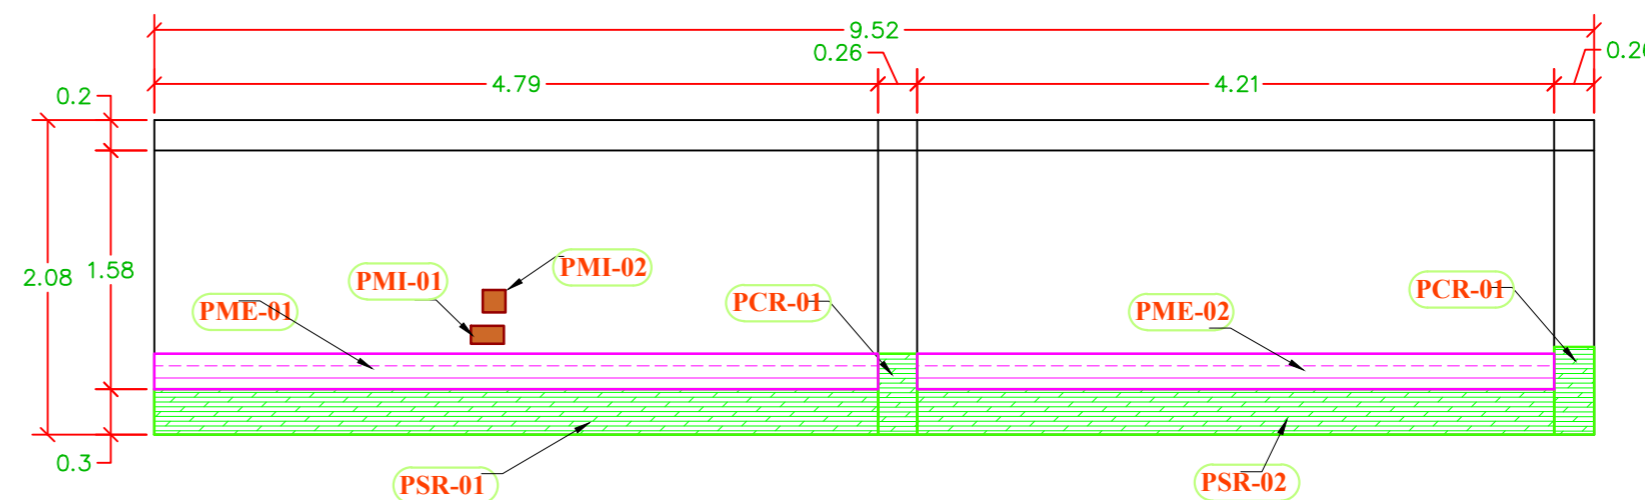 9.52
0.26
0.26
4.79
4.21
0.2
2.08
1.58
PMI-02
PMI-01
PME-01
PCR-01
PME-02
PCR-01
0.3
PSR-01
PSR-02